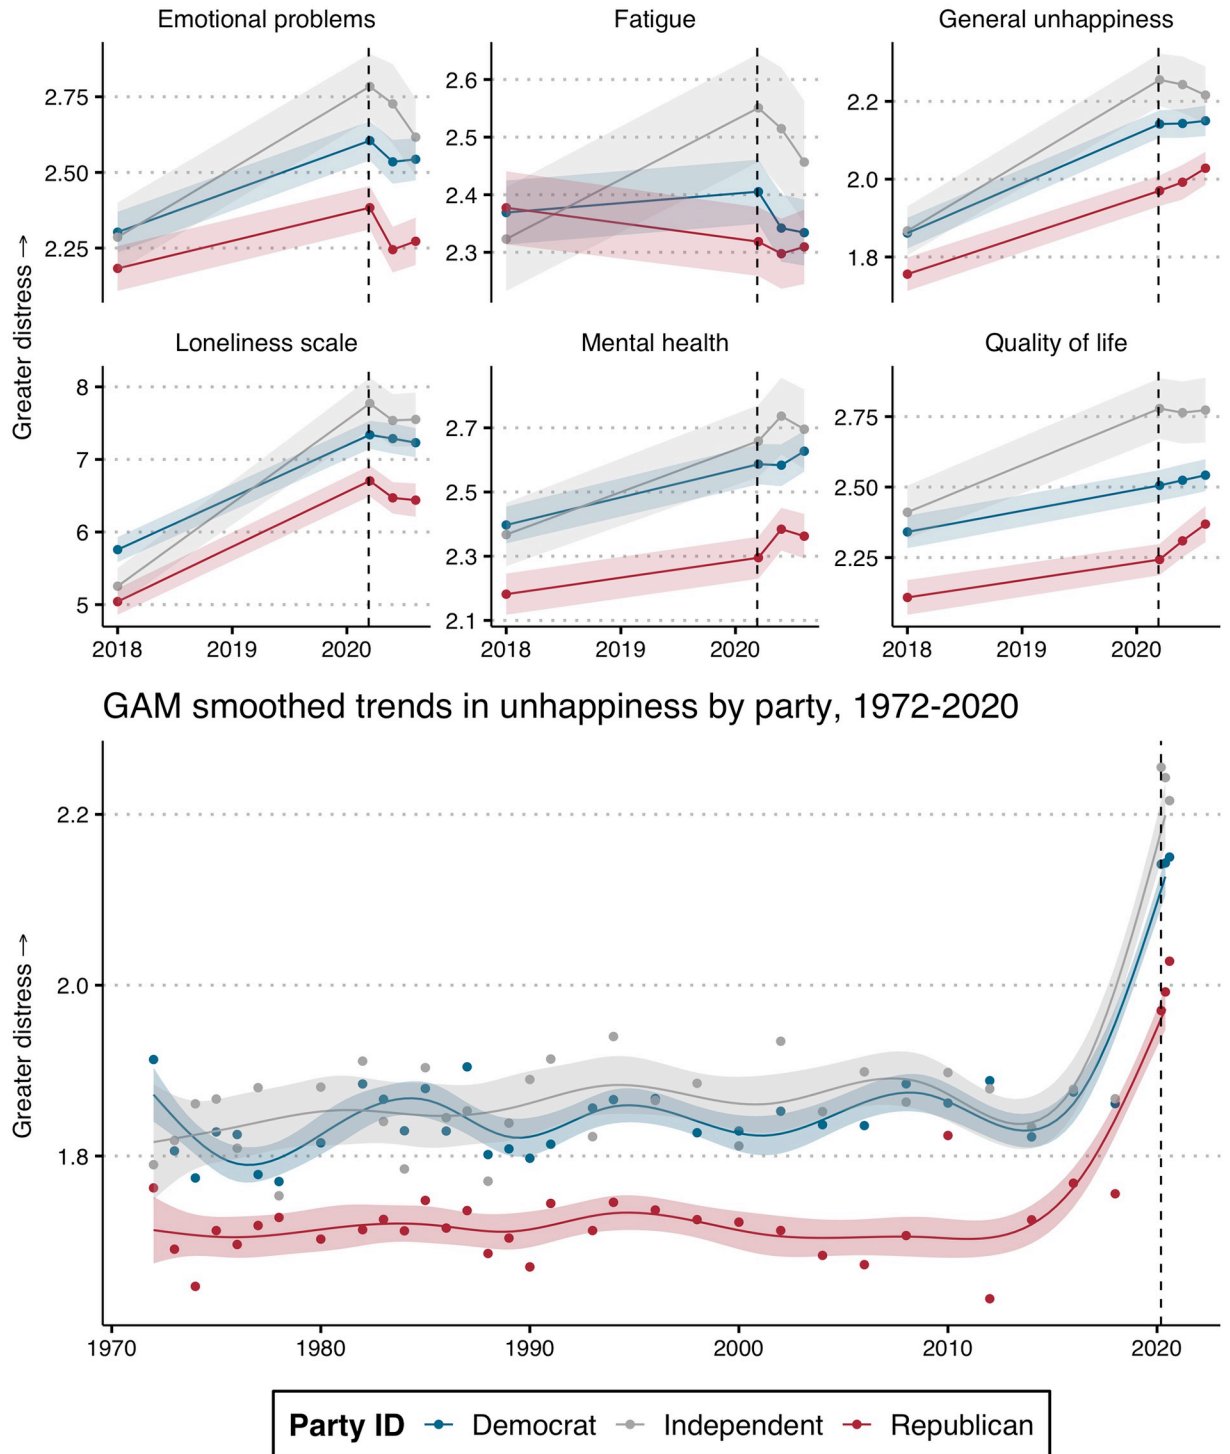 Emotional problems
Fatigue
General unhappiness
2.75
2.50
2.25
2.6
2.5
2.4
2.3
2.2
2.0
1.8
Greater distress →
Loneliness scale
Mental health
Quality of life
8
7
6
5
2.7
2.5
2.3
2.1
2.75
2.50
2.25
2018 2019 2020
2018 2019 2020
2018 2019 2020
GAM smoothed trends in unhappiness by party, 1972-2020
2.2
2.0
1.8
Greater distress →
1970 1980 1990 2000 2010 2020
Party ID Democrat Independent Republican